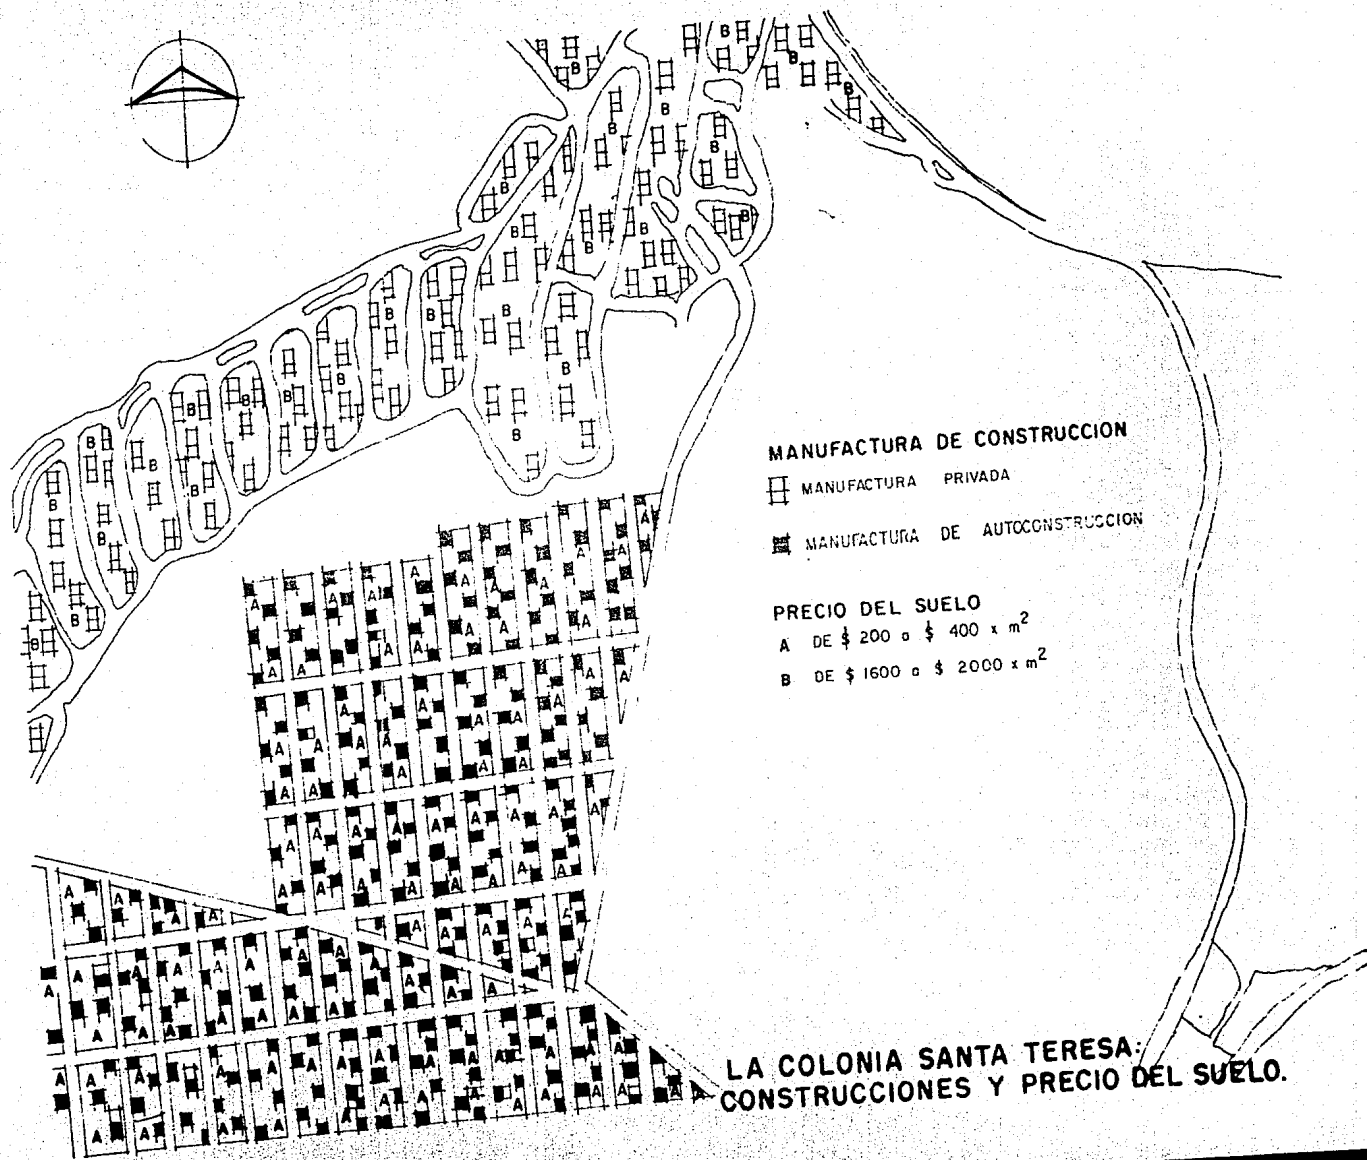 MANUFACTURA DE CONSTRUCCION
MANUFACTURA PRIVADA
MANUFACTURA DE AUTOCONSTRUCCION
PRECIO DEL SUELO
A DE $ 200 a $ 400 x m²
B DE $ 1600 a $ 2000 x m²
LA COLONIA SANTA TERESA:
CONSTRUCCIONES Y PRECIO DEL SUELO.